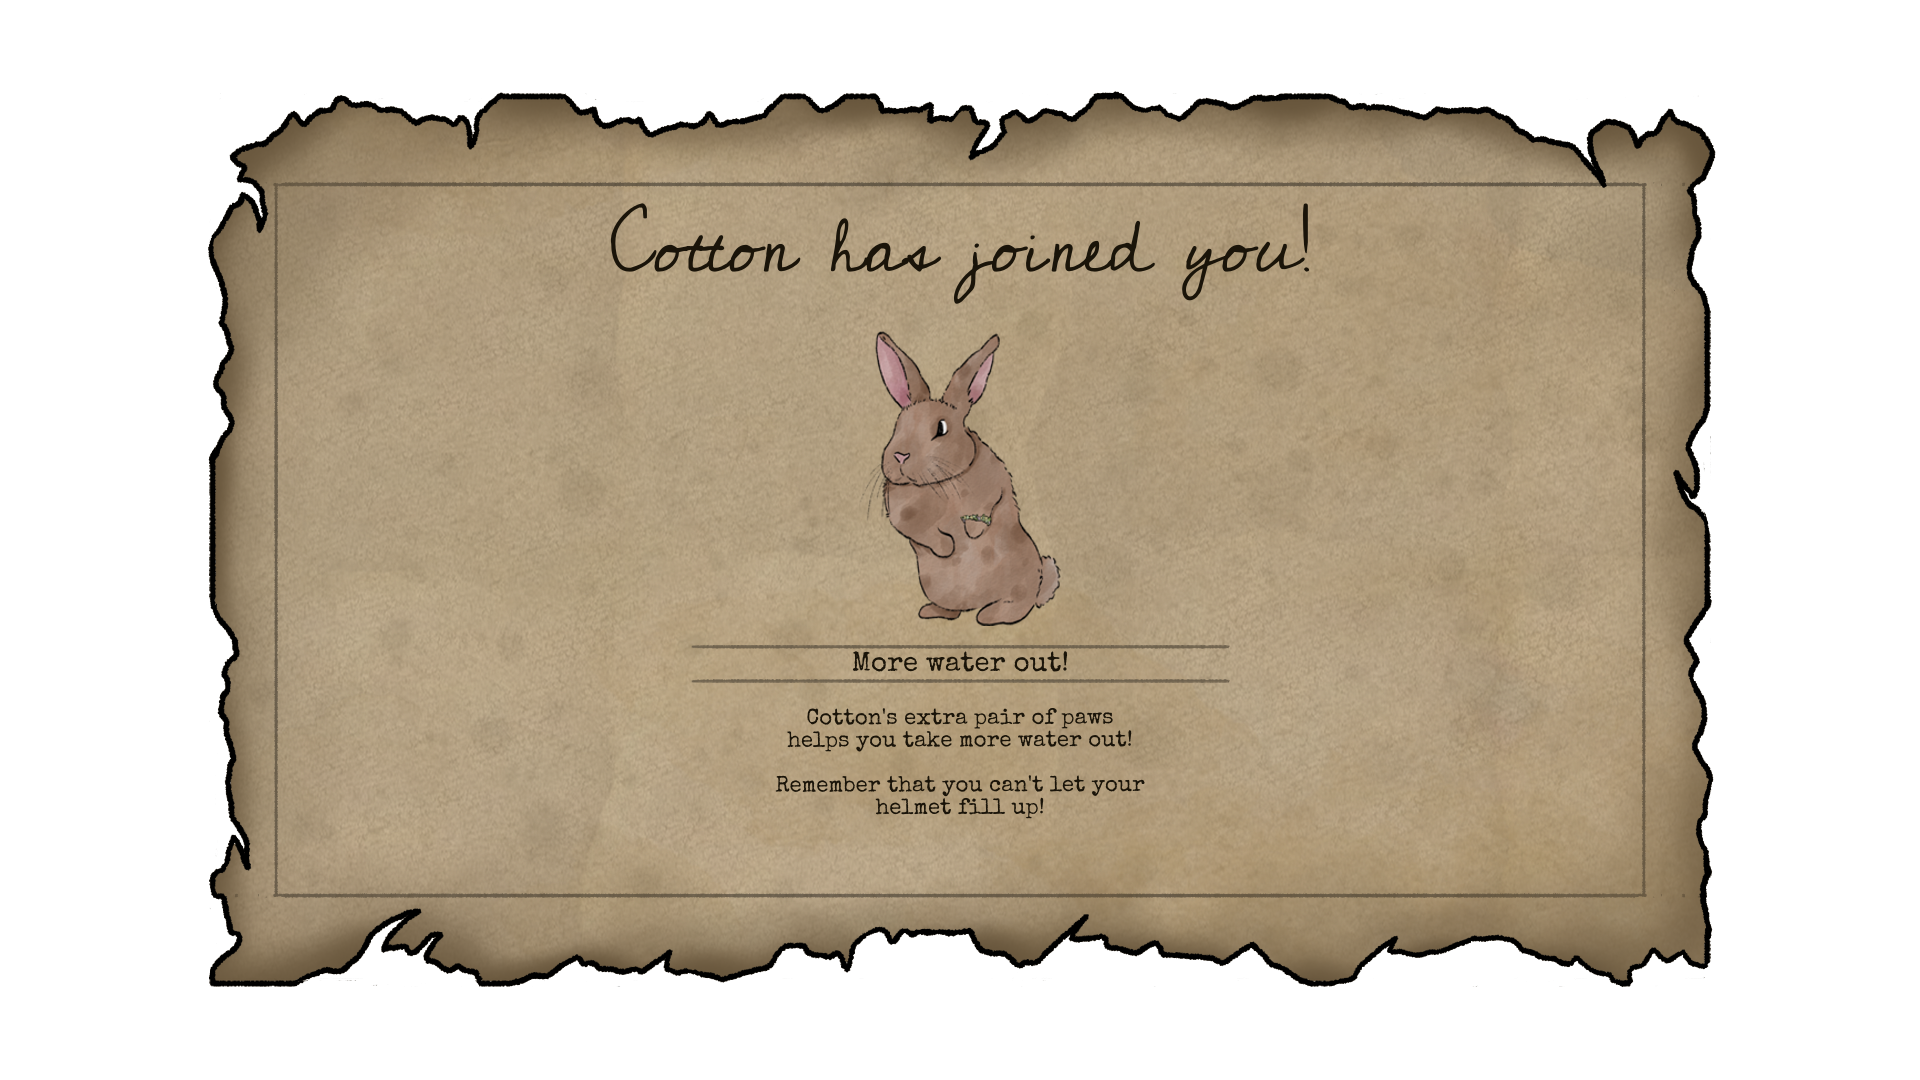 Cotton has joined you!
More water out!
Cotton's extra pair of paws
helps you take more water out!
Remember that you can't let your
helmet fill up!